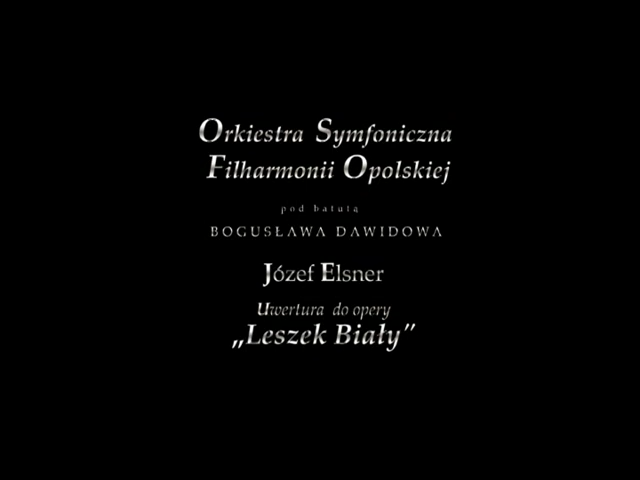 Orkiestra Symfoniczna
Filharmonii Opolskiej
pod batutą
BOGUSŁAWA DAWIDOWA
Józef Elsner
Uwertura do opery
„Leszek Biały”